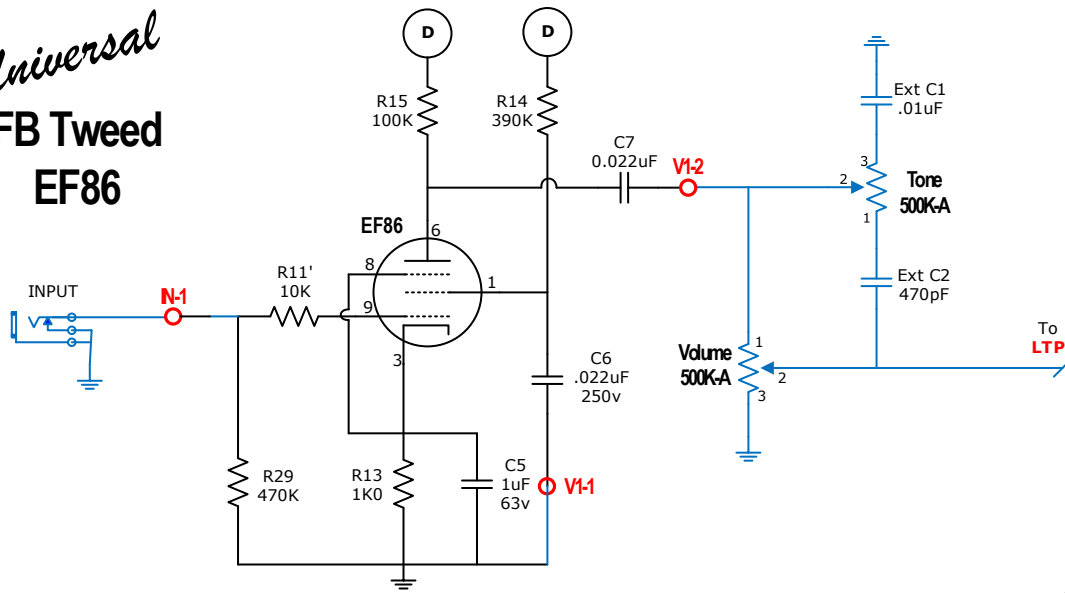 Universal
FB Tweed
EF86
D
D
R15
100K
R14
390K
C7
0.022uF
V1-2
Ext C1
.01uF
3
2
1
Tone
500K-A
Ext C2
470pF
EF86
6
8
9
1
3
INPUT
IN-1
R11'
10K
To
LTP
Volume
500K-A
1
2
3
C6
.022uF
250v
R29
470K
R13
1K0
C5
1uF
63v
V1-1